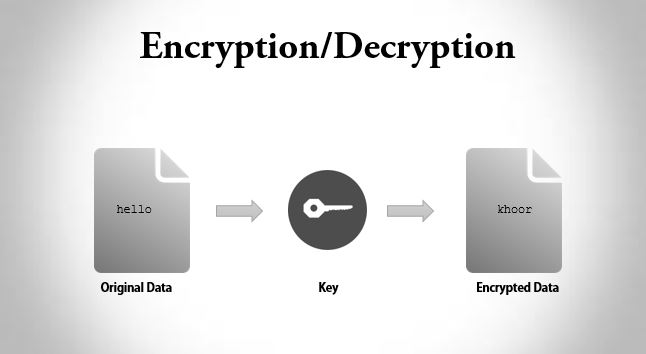 Encryption/Decryption
hello
khoor
Original Data
Key
Encrypted Data